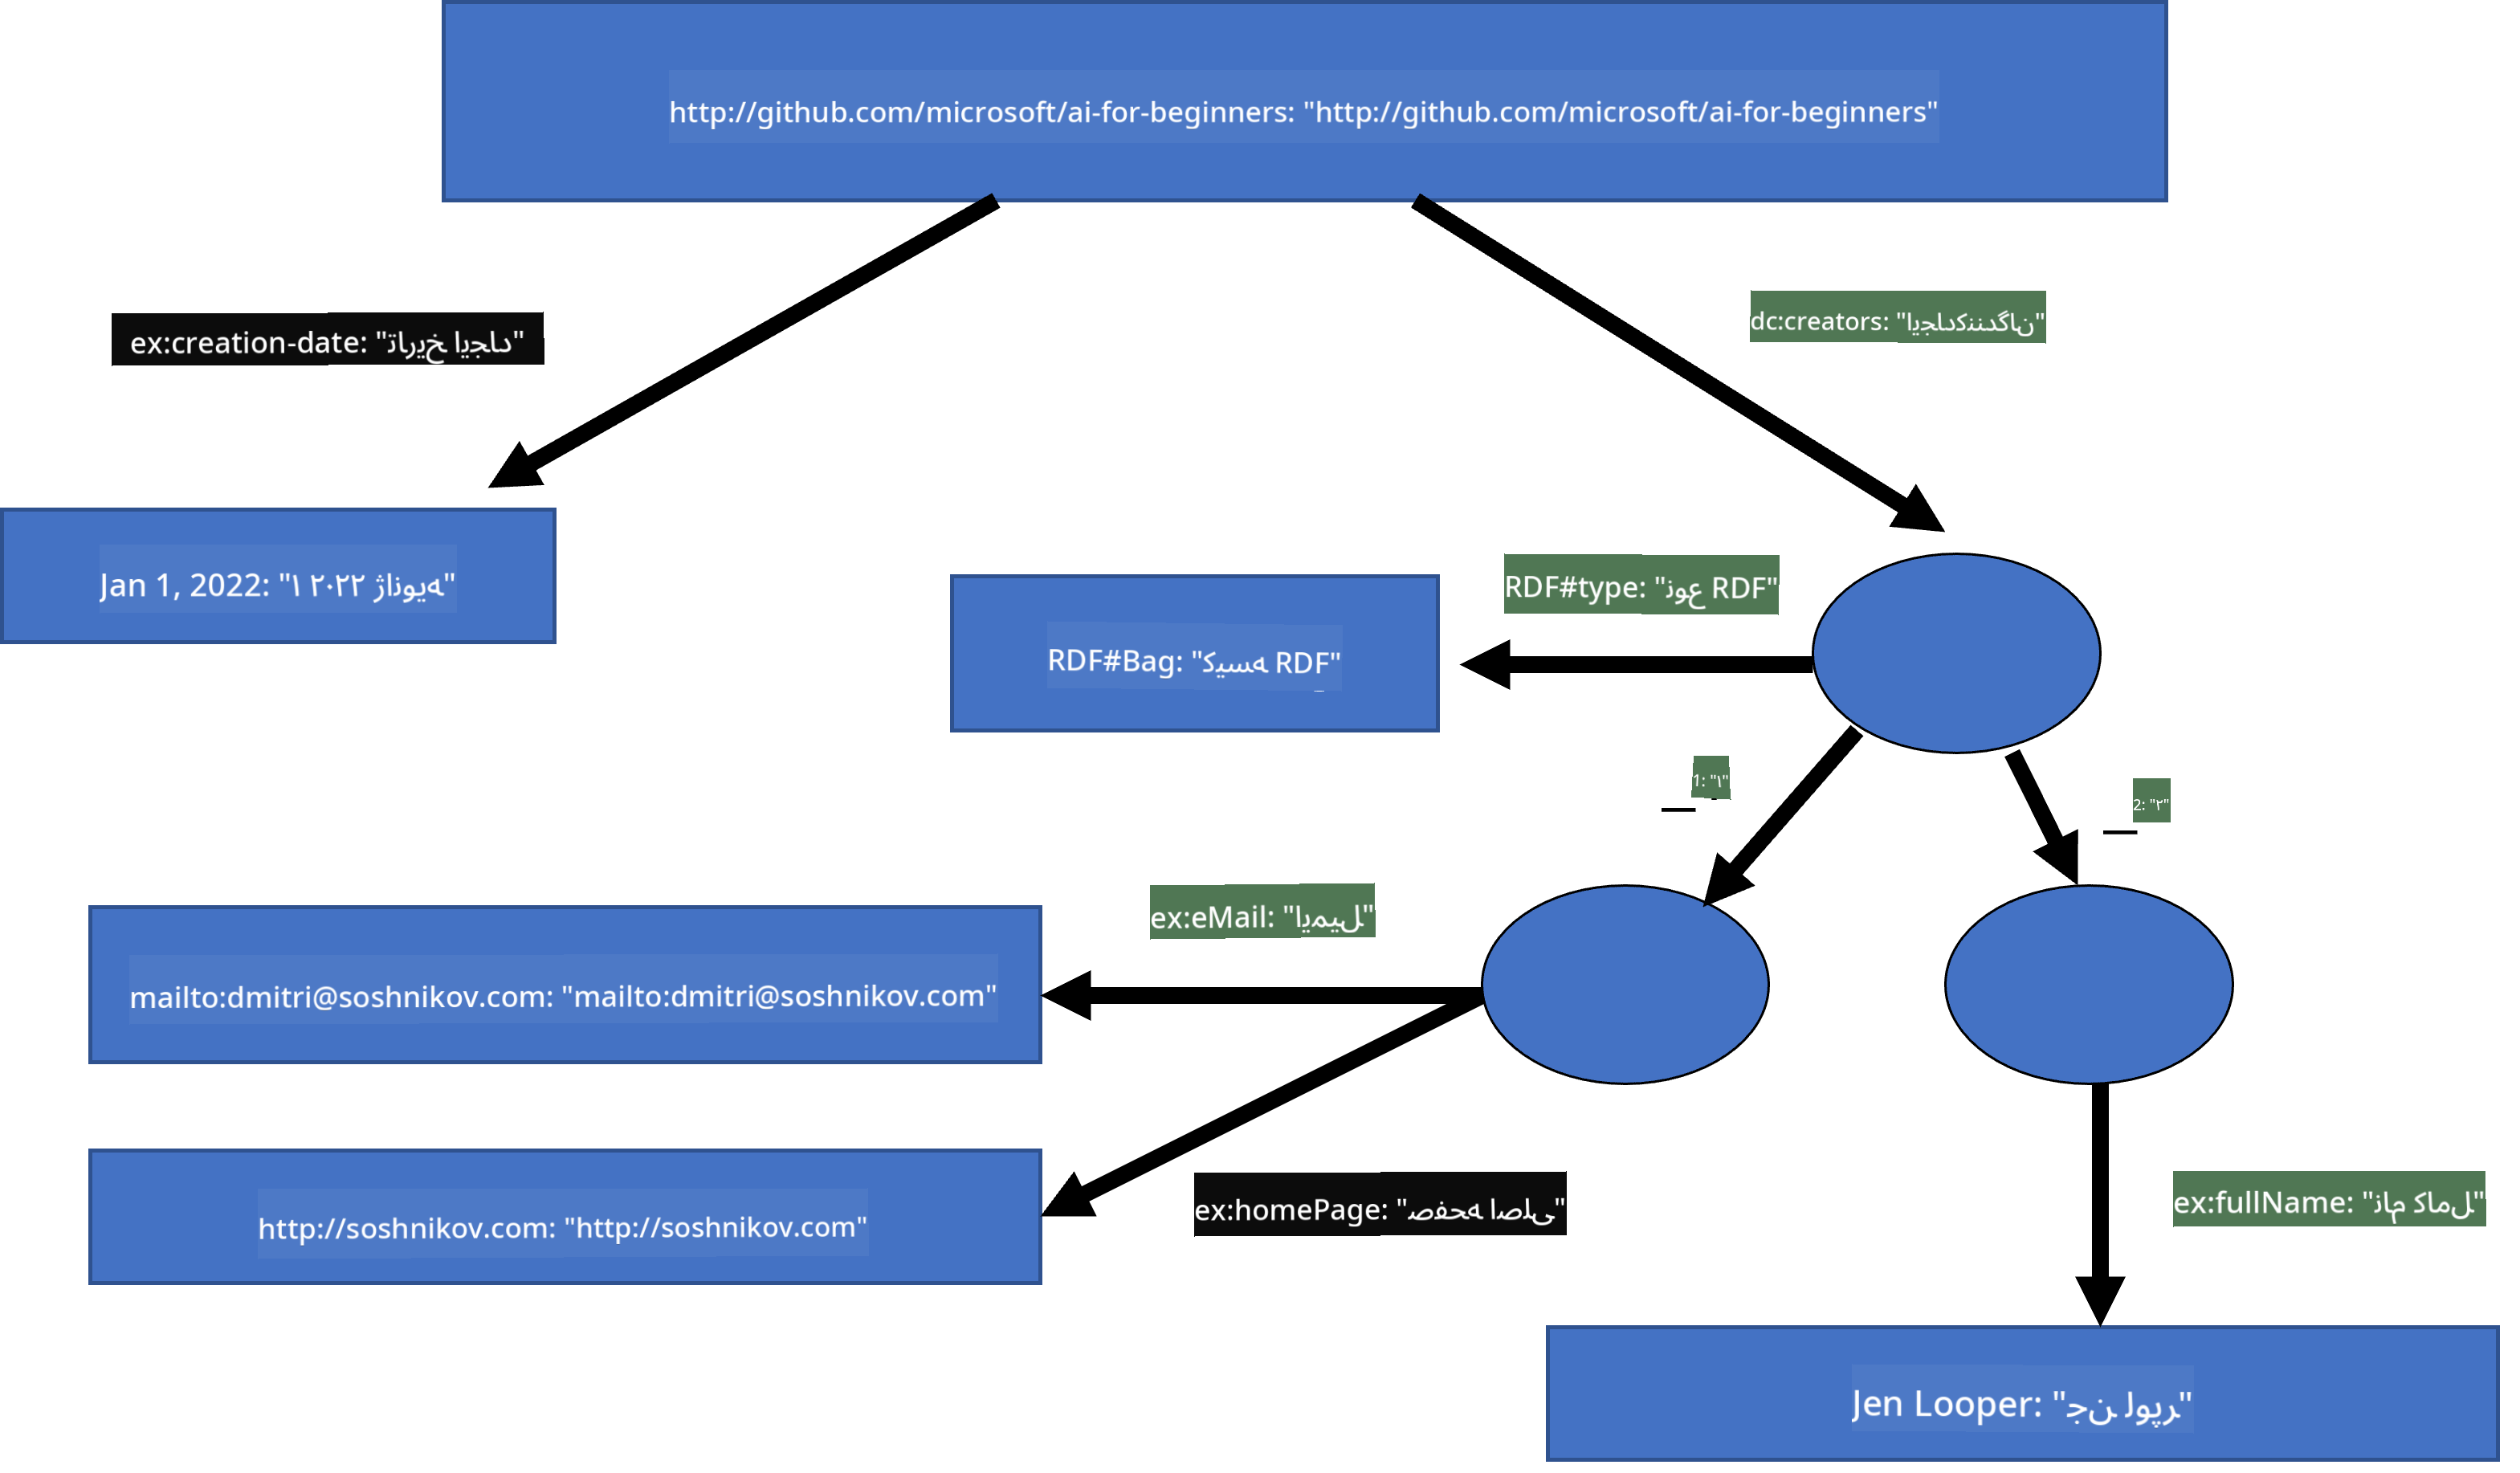 http://github.com/microsoft/ai-for-beginners: "http://github.com/microsoft/ai-for-beginners"
ex:creation-date: "تاریخ ایجاد"
dc:creators: "ایجادکنندگان"
Jan 1, 2022: "۱ ژانویه ۲۰۲۲"
RDF#type: "نوع RDF"
RDF#Bag: "کیسه RDF"
1: "۱"
2: "۲"
ex:eMail: "ایمیل"
mailto:dmitri@soshnikov.com: "mailto:dmitri@soshnikov.com"
http://soshnikov.com: "http://soshnikov.com"
ex:homePage: "صفحه اصلی"
ex:fullName: "نام کامل"
Jen Looper: "جن لوپر"